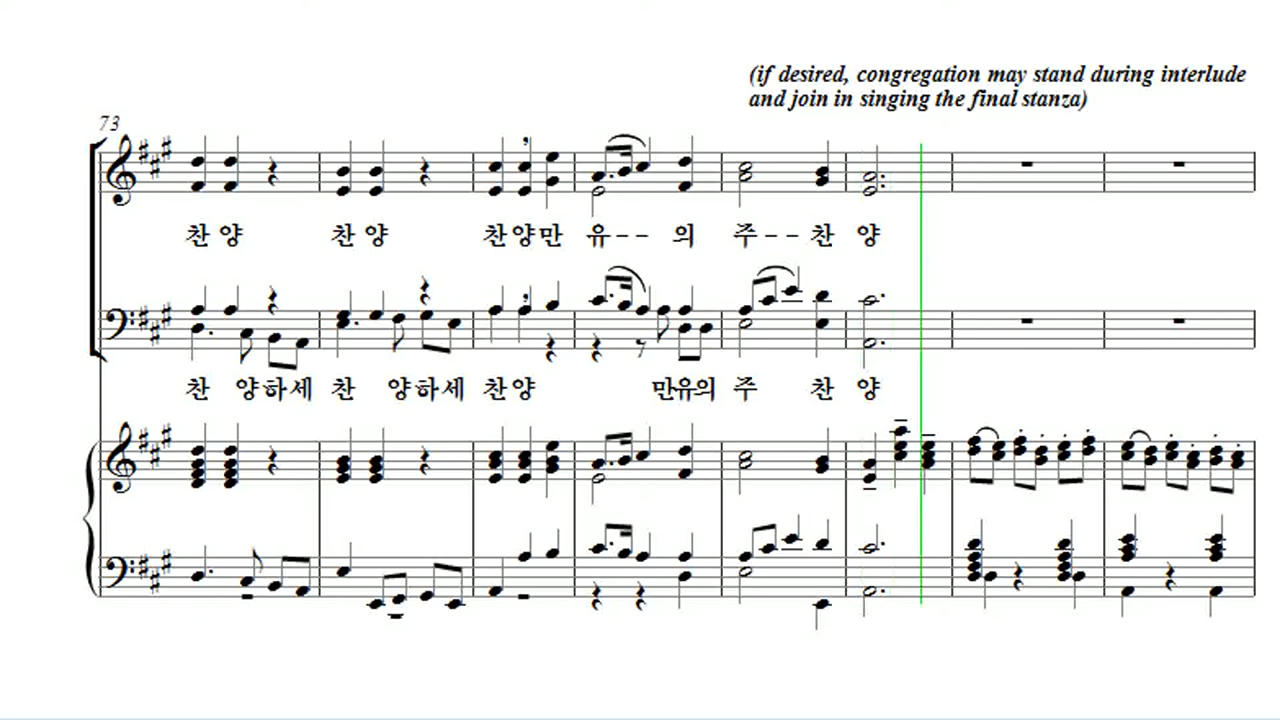 (if desired, congregation may stand during interlude
and join in singing the final stanza)
73
찬 양 찬 양 찬양만 유-- 의 주-- 찬 양
찬 양하세 찬 양하세 찬양 만유의 주 찬 양